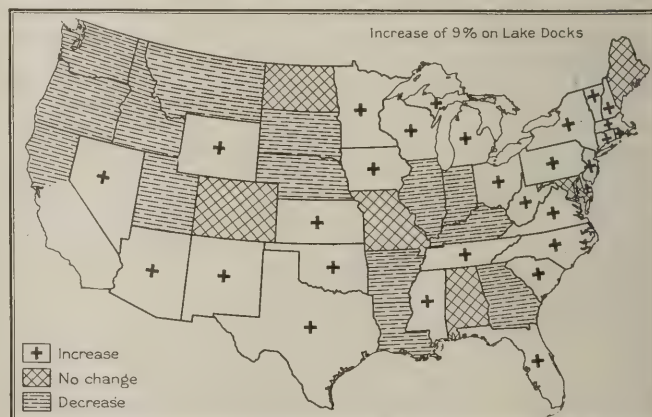 Increase of 9% on Lake Docks
Increase
No change
Decrease